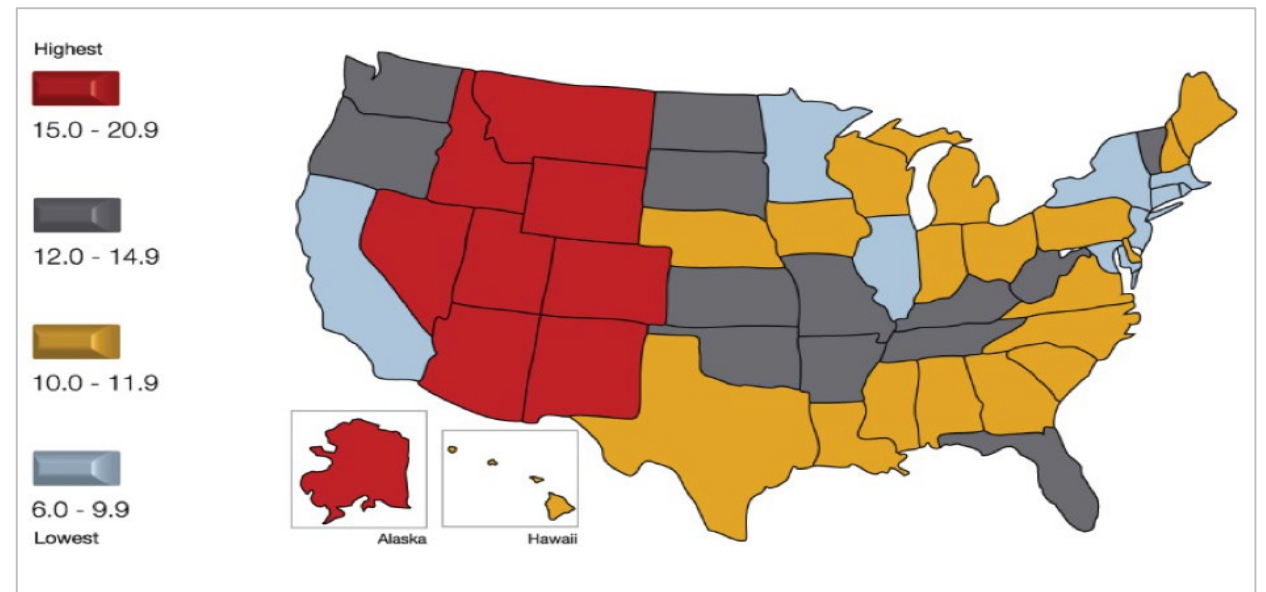 Highest
15.0 - 20.9
12.0 - 14.9
10.0 - 11.9
6.0 - 9.9
Lowest
Alaska
Hawaii